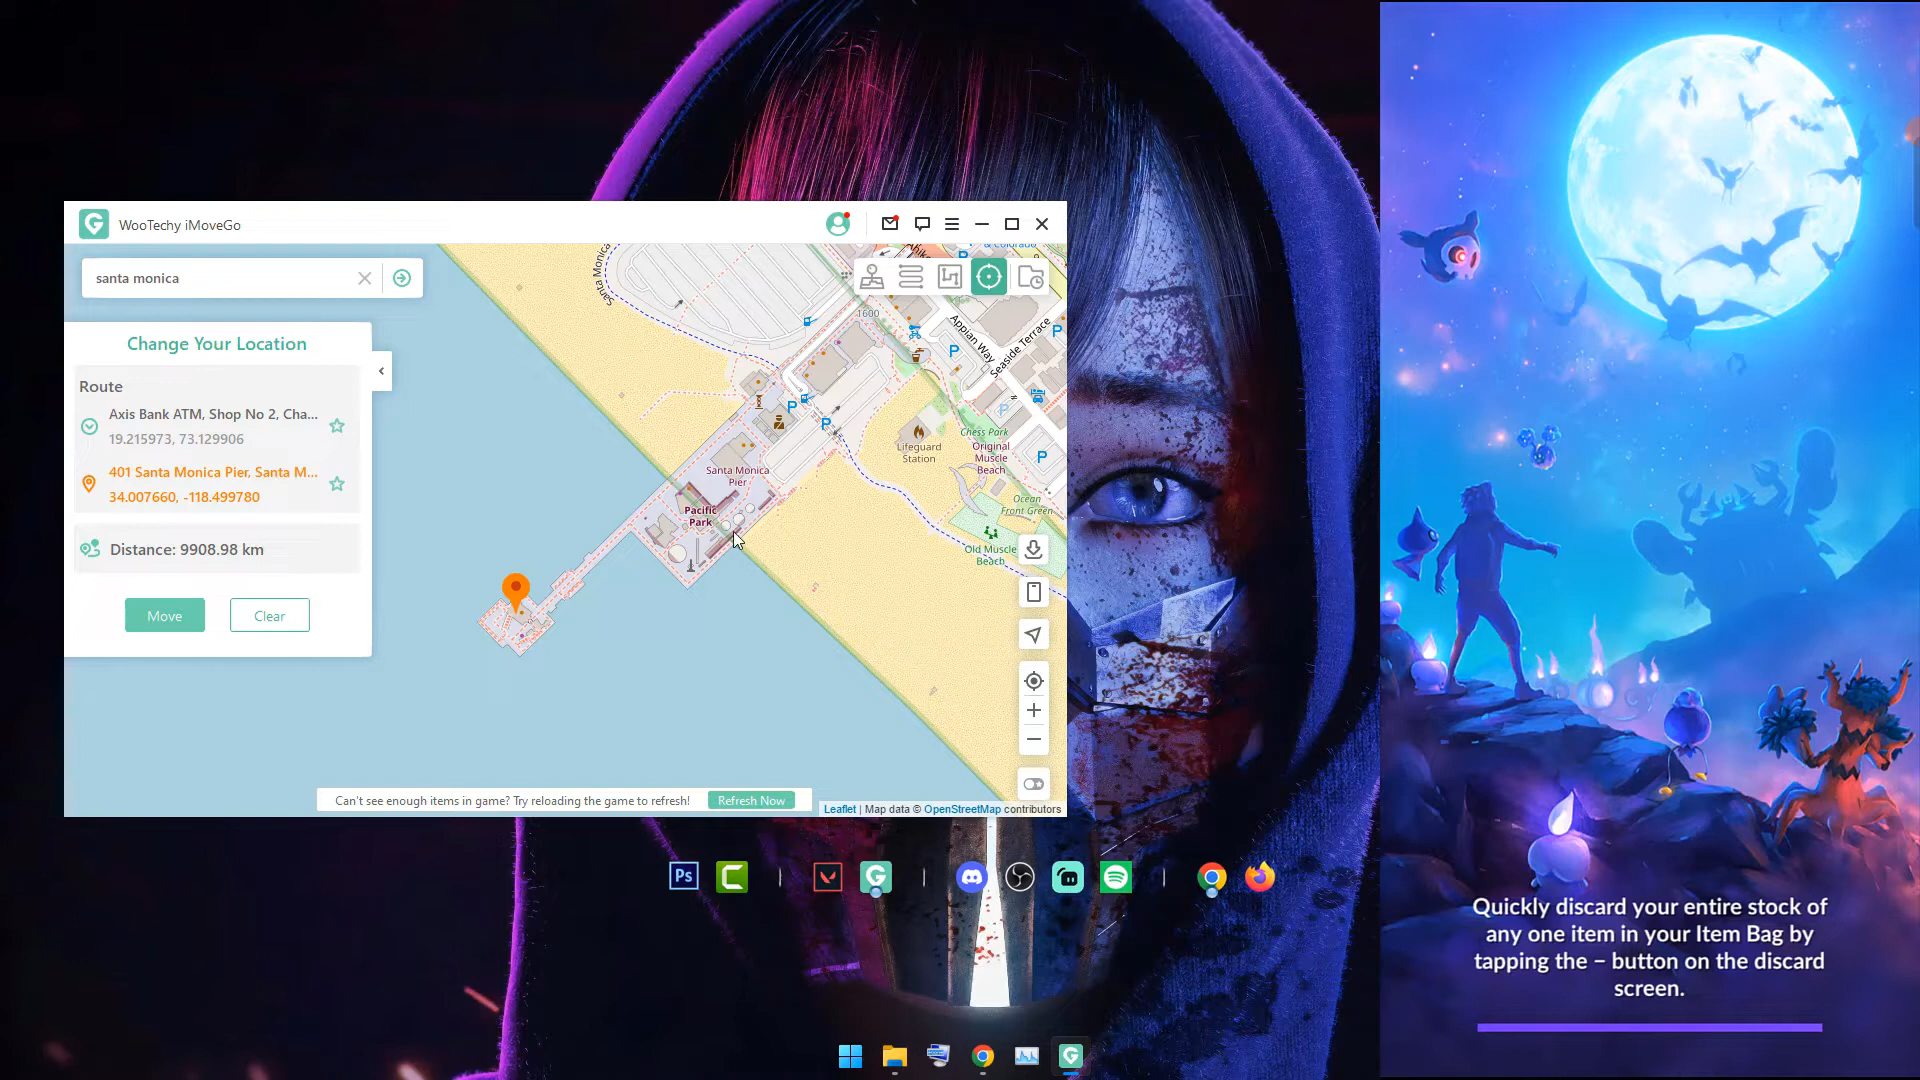 WooTechy iMoveGo
santa monica
Change Your Location
Route
Axis Bank ATM, Shop No 2, Cha...
19.215973, 73.129906
401 Santa Monica Pier, Santa M...
34.007660, -118.499780
Distance: 9908.98 km
Move
Clear
Santa Monica
& Colorado
1600
Appian Way
Seaside Terrace
P
P
P
P
P
P
P
Lifeguard
Station
Chess Park
Original
Muscle
Beach
Santa Monica
Pier
Pacific
Park
Ocean
Front Green
Old Muscle
Beach
Can't see enough items in game? Try reloading the game to refresh!
Refresh Now
Leaflet | Map data © OpenStreetMap contributors
Ps
Quickly discard your entire stock of
any one item in your Item Bag by
tapping the – button on the discard
screen.